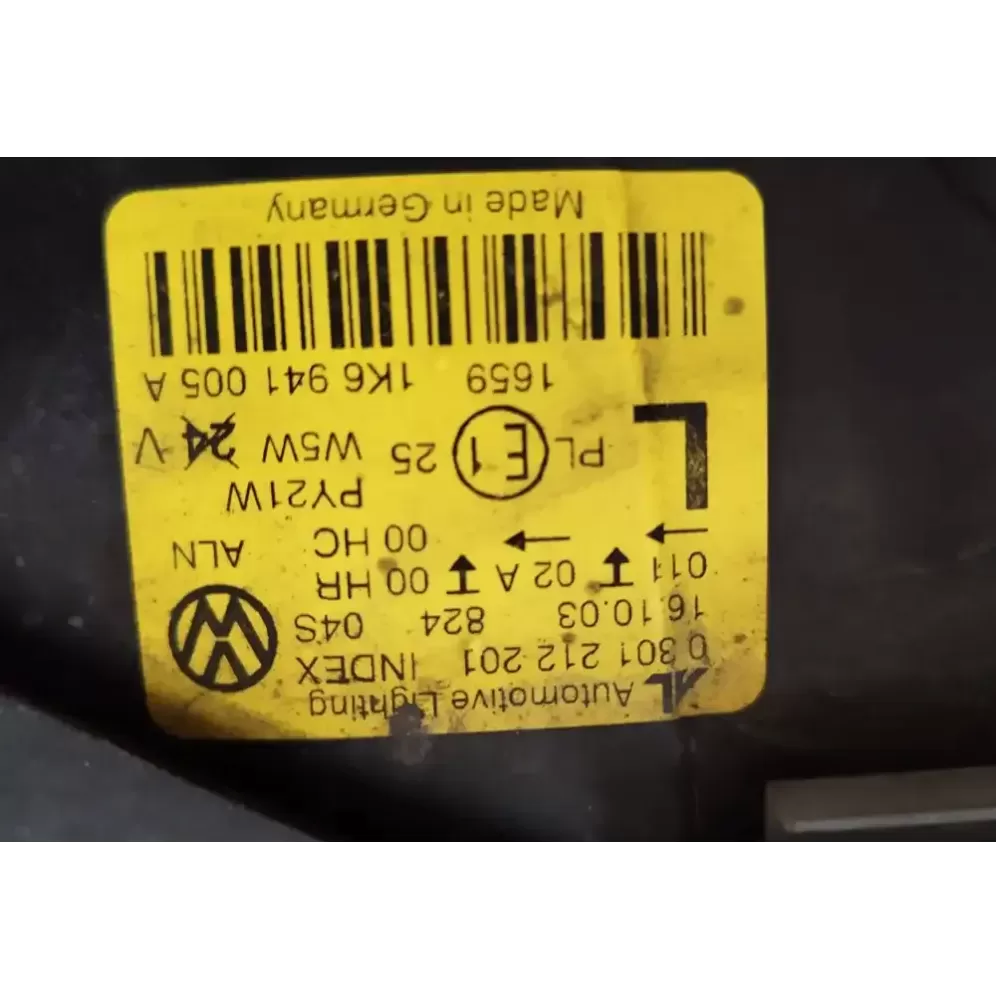 Automotive Lighting
0 301 212 201 INDEX
16.10.03 824 04S
011 02 A 00 HR
00 HC ALN
PY21W
L PL E1 25 W5W 24 V
1659 1K6 941 005 A
Made in Germany